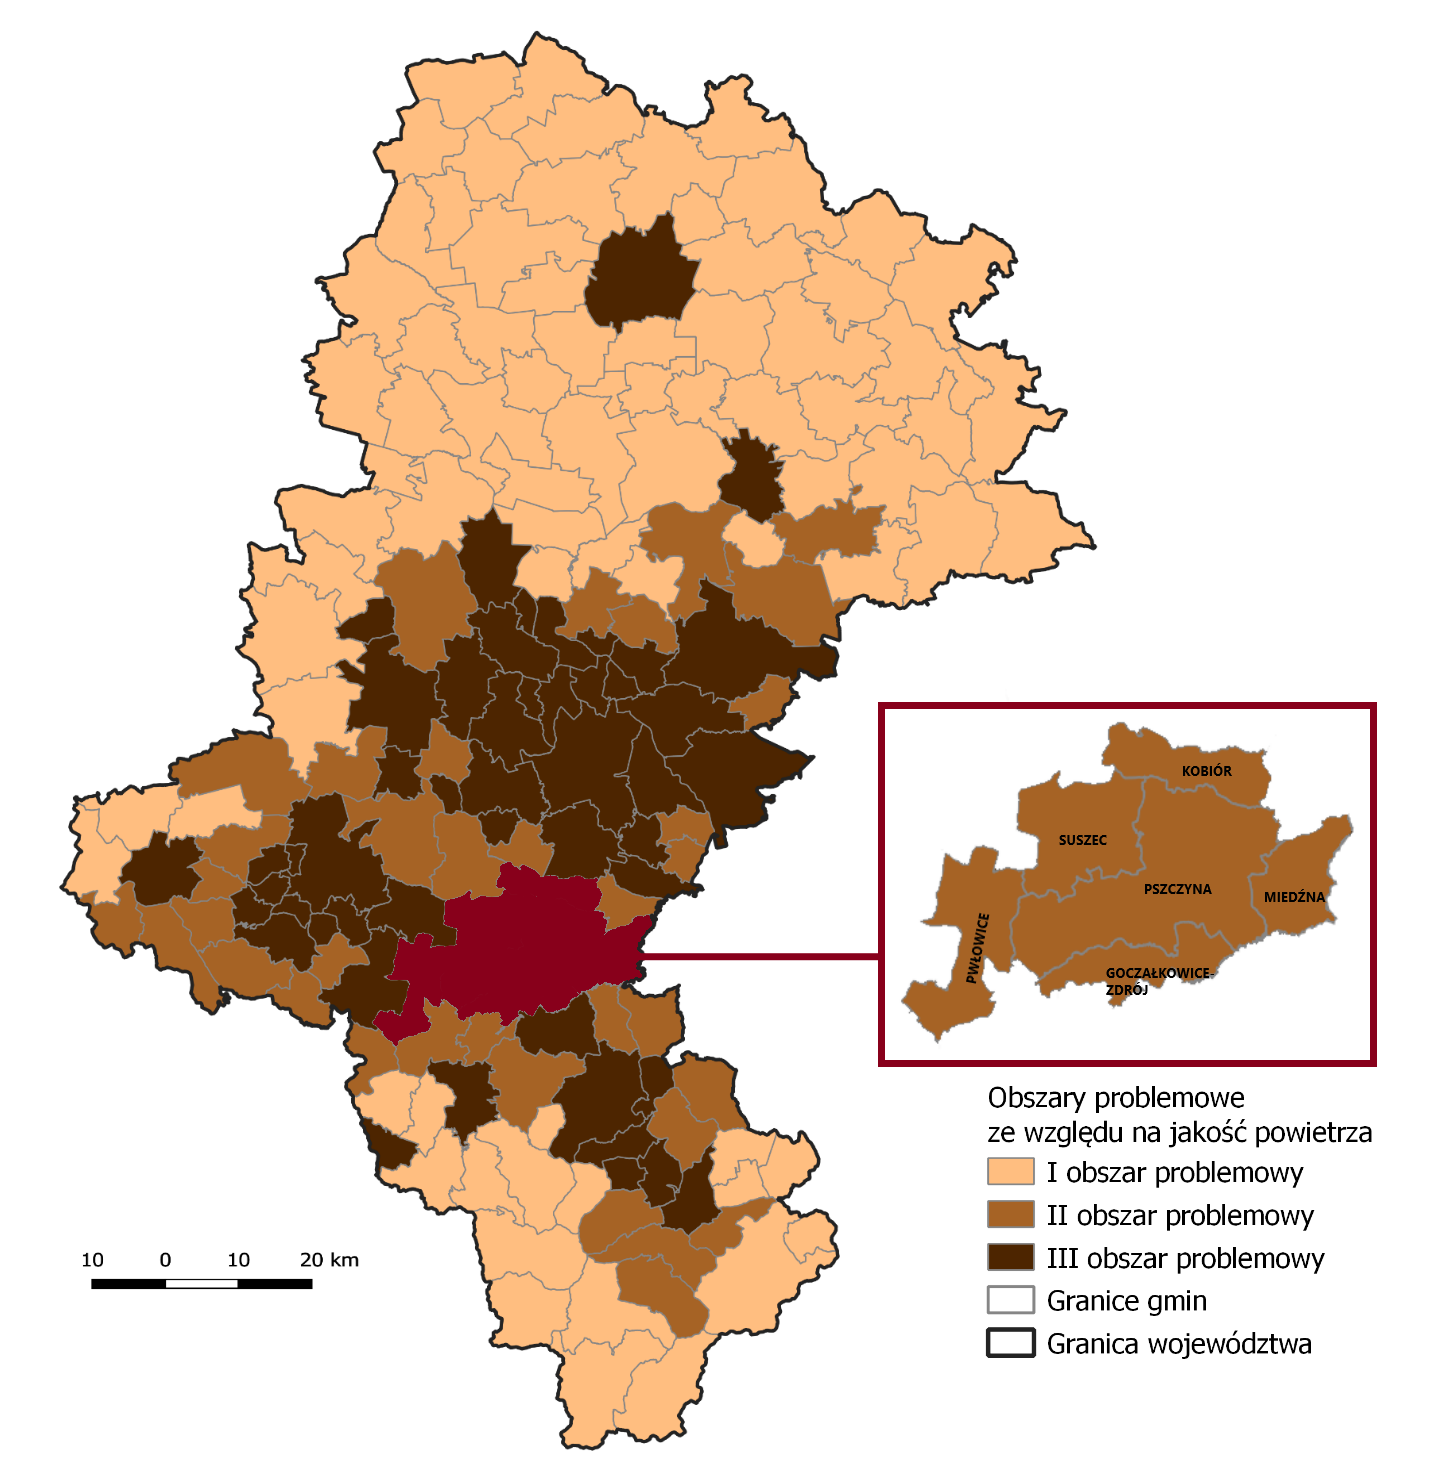 KOBIÓR
SUSZEC
PSZCZYNA
MIEDŹNA
PWŁOWICE
GOCZAŁKOWICE-
ZDRÓJ
Obszary problemowe
ze względu na jakość powietrza
I obszar problemowy
II obszar problemowy
III obszar problemowy
Granice gmin
Granica województwa
10 0 10 20 km